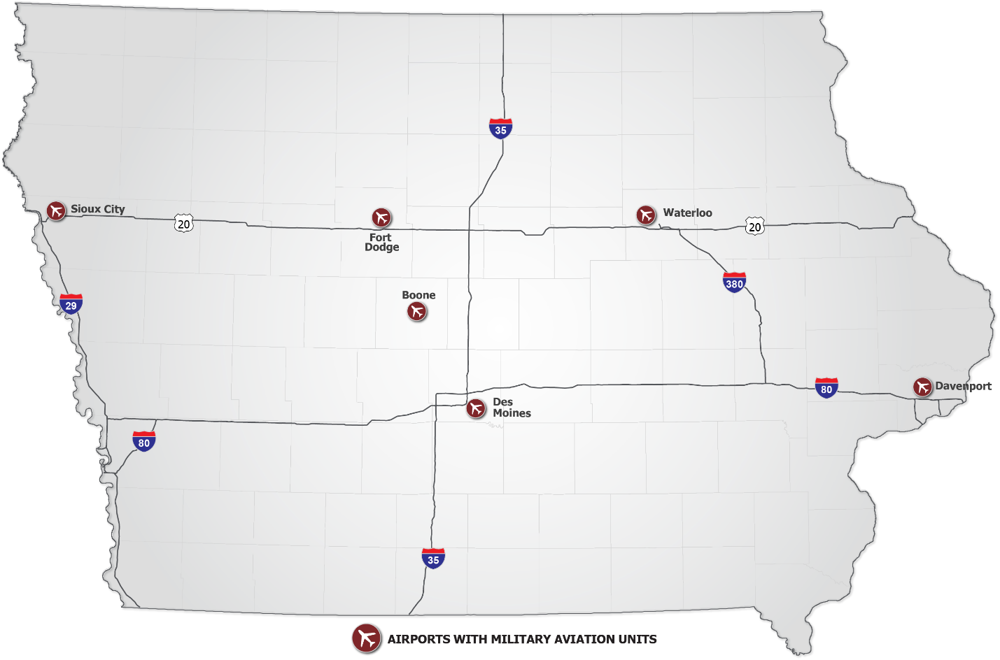 35
Sioux City
20
Fort
Dodge
Waterloo
20
380
Boone
29
80
Davenport
Des
Moines
80
35
AIRPORTS WITH MILITARY AVIATION UNITS